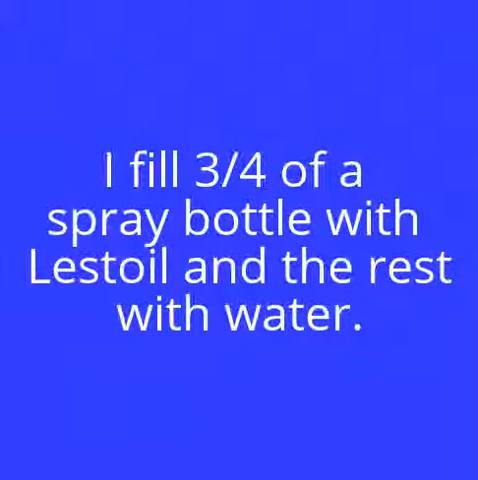 I fill 3/4 of a
spray bottle with
Lestoil and the rest
with water.